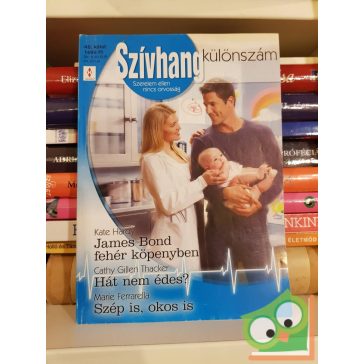 Szívhang
különszám
Szerelem ellen
nincs orvosság
Kate Hardy
James Bond
fehér köpenyben
Cathy Gillen Thacker
Hát nem édes?
Marie Ferrarella
Szép is, okos is